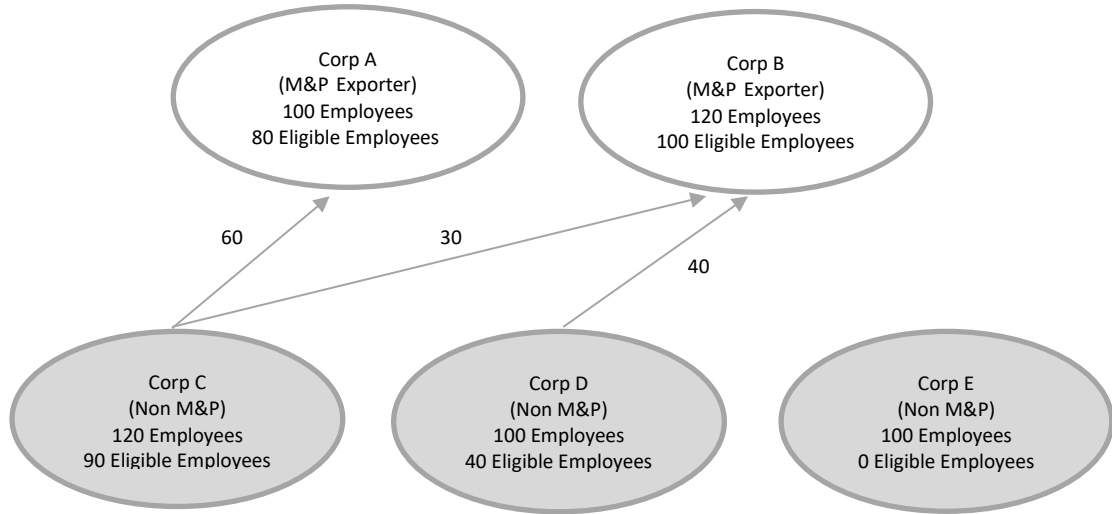 Corp A
(M&P Exporter)
100 Employees
80 Eligible Employees
Corp B
(M&P Exporter)
120 Employees
100 Eligible Employees
60
30
40
Corp C
(Non M&P)
120 Employees
90 Eligible Employees
Corp D
(Non M&P)
100 Employees
40 Eligible Employees
Corp E
(Non M&P)
100 Employees
0 Eligible Employees